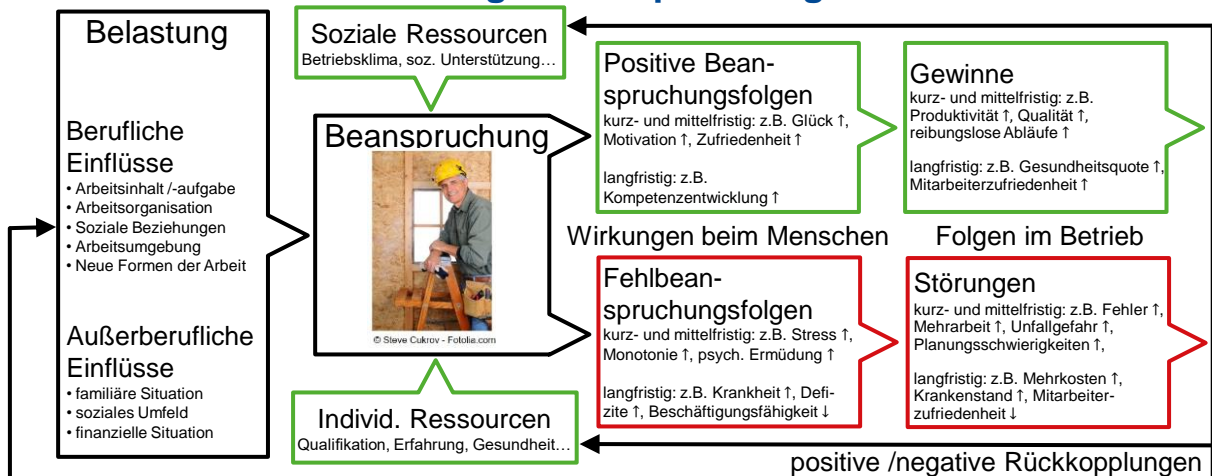 Belastung
Berufliche
Einflüsse
• Arbeitsinhalt /-aufgabe
• Arbeitsorganisation
• Soziale Beziehungen
• Arbeitsumgebung
• Neue Formen der Arbeit
Außerberufliche
Einflüsse
• familiäre Situation
• soziales Umfeld
• finanzielle Situation
Soziale Ressourcen
Betriebsklima, soz. Unterstützung…
Beanspruchung
© Steve Cukrov - Fotolia.com
Individ. Ressourcen
Qualifikation, Erfahrung, Gesundheit…
Positive Bean-
spruchungsfolgen
kurz- und mittelfristig: z.B. Glück ↑,
Motivation ↑, Zufriedenheit ↑
langfristig: z.B.
Kompetenzentwicklung ↑
Gewinne
kurz- und mittelfristig: z.B.
Produktivität ↑, Qualität ↑,
reibungslose Abläufe ↑
langfristig: z.B. Gesundheitsquote ↑,
Mitarbeiterzufriedenheit ↑
Wirkungen beim Menschen
Folgen im Betrieb
Fehlbean-
spruchungsfolgen
kurz- und mittelfristig: z.B. Stress ↑,
Monotonie ↑, psych. Ermüdung ↑
langfristig: z.B. Krankheit ↑, Defi-
zite ↑, Beschäftigungsfähigkeit ↓
Störungen
kurz- und mittelfristig: z.B. Fehler ↑,
Mehrarbeit ↑, Unfallgefahr ↑,
Planungsschwierigkeiten ↑,
langfristig: z.B. Mehrkosten ↑,
Krankenstand ↑, Mitarbeiter-
zufriedenheit ↓
positive /negative Rückkopplungen